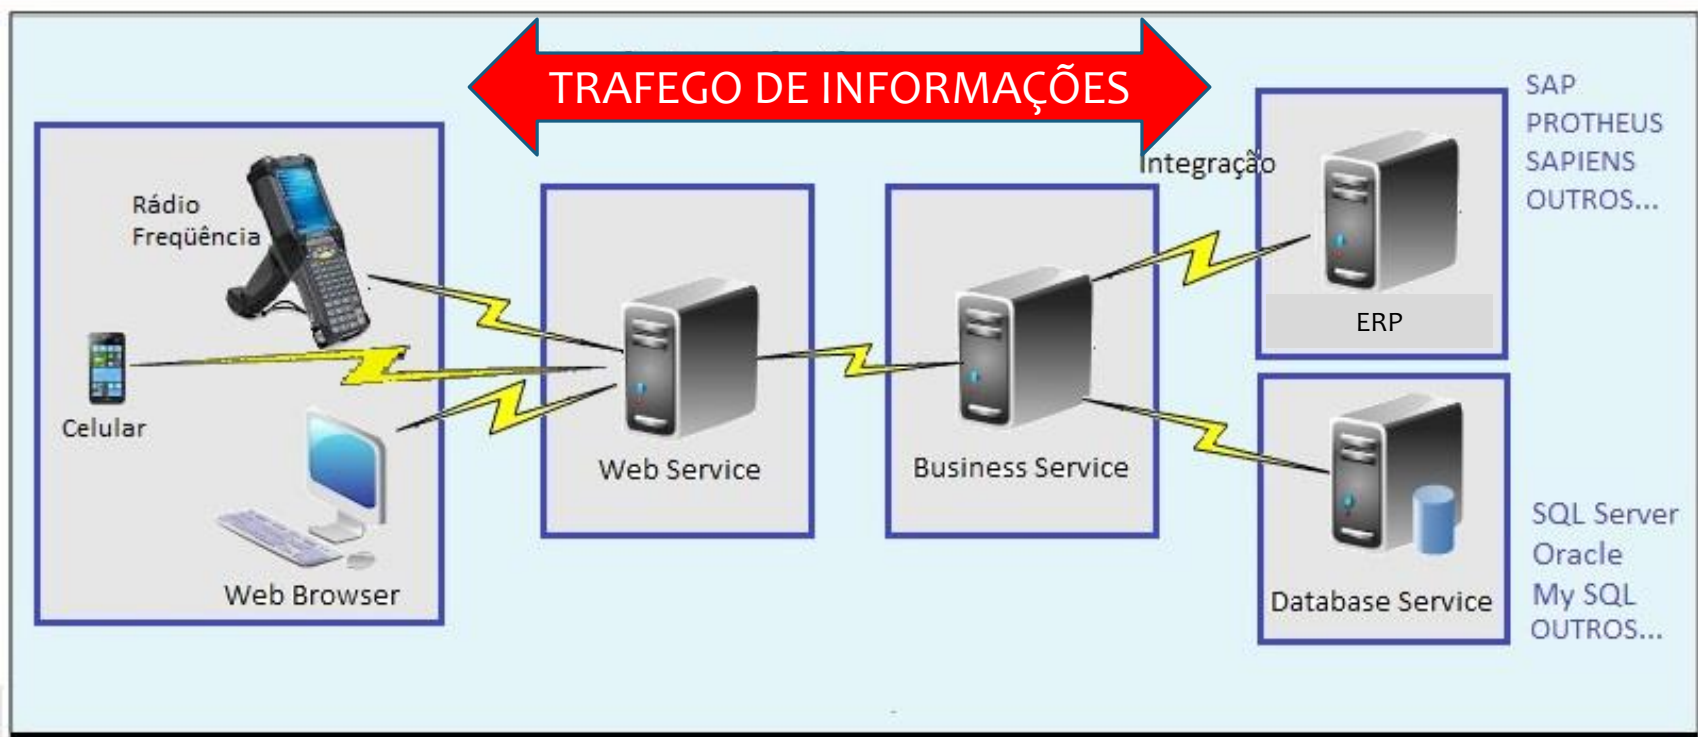 TRAFEGO DE INFORMAÇÕES
Rádio
Freqüência
Celular
Web Browser
Web Service
Business Service
Integração
ERP
SAP
PROTHEUS
SAPIENS
OUTROS...
Database Service
SQL Server
Oracle
My SQL
OUTROS...